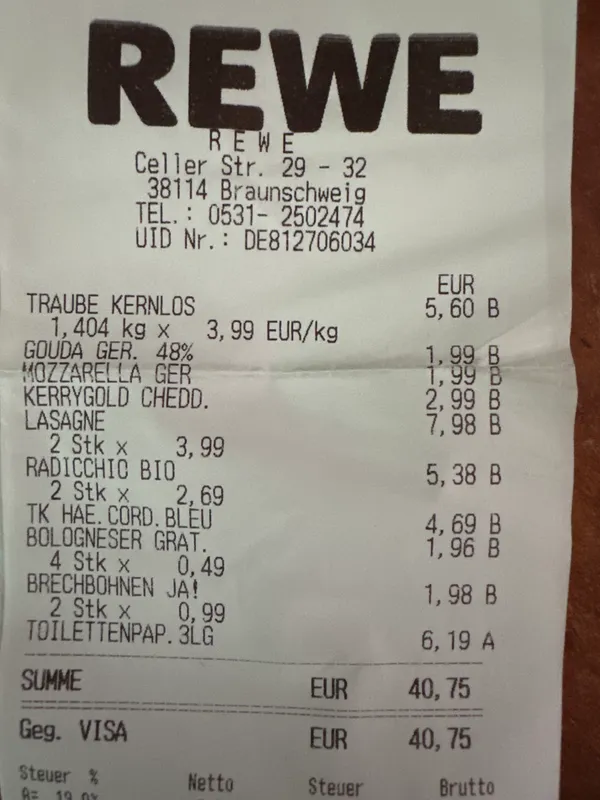 REWE
R E W E
Celler Str. 29 - 32
38114 Braunschweig
TEL.: 0531- 2502474
UID Nr.: DE812706034
EUR
TRAUBE KERNLOS 5,60 B
1,404 kg x 3,99 EUR/kg
GOUDA GER. 48% 1,99 B
MOZZARELLA GER 1,99 B
KERRYGOLD CHEDD. 2,99 B
LASAGNE 7,98 B
2 Stk x 3,99
RADICCHIO BIO 5,38 B
2 Stk x 2,69
TK HAE.CORD.BLEU 4,69 B
BOLOGNESER GRAT. 1,96 B
4 Stk x 0,49
BRECHBOHNEN JA! 1,98 B
2 Stk x 0,99
TOILETTENPAP.3LG 6,19 A
SUMME EUR 40,75
Geg. VISA EUR 40,75
Steuer % Netto Steuer Brutto
A= 19,0%